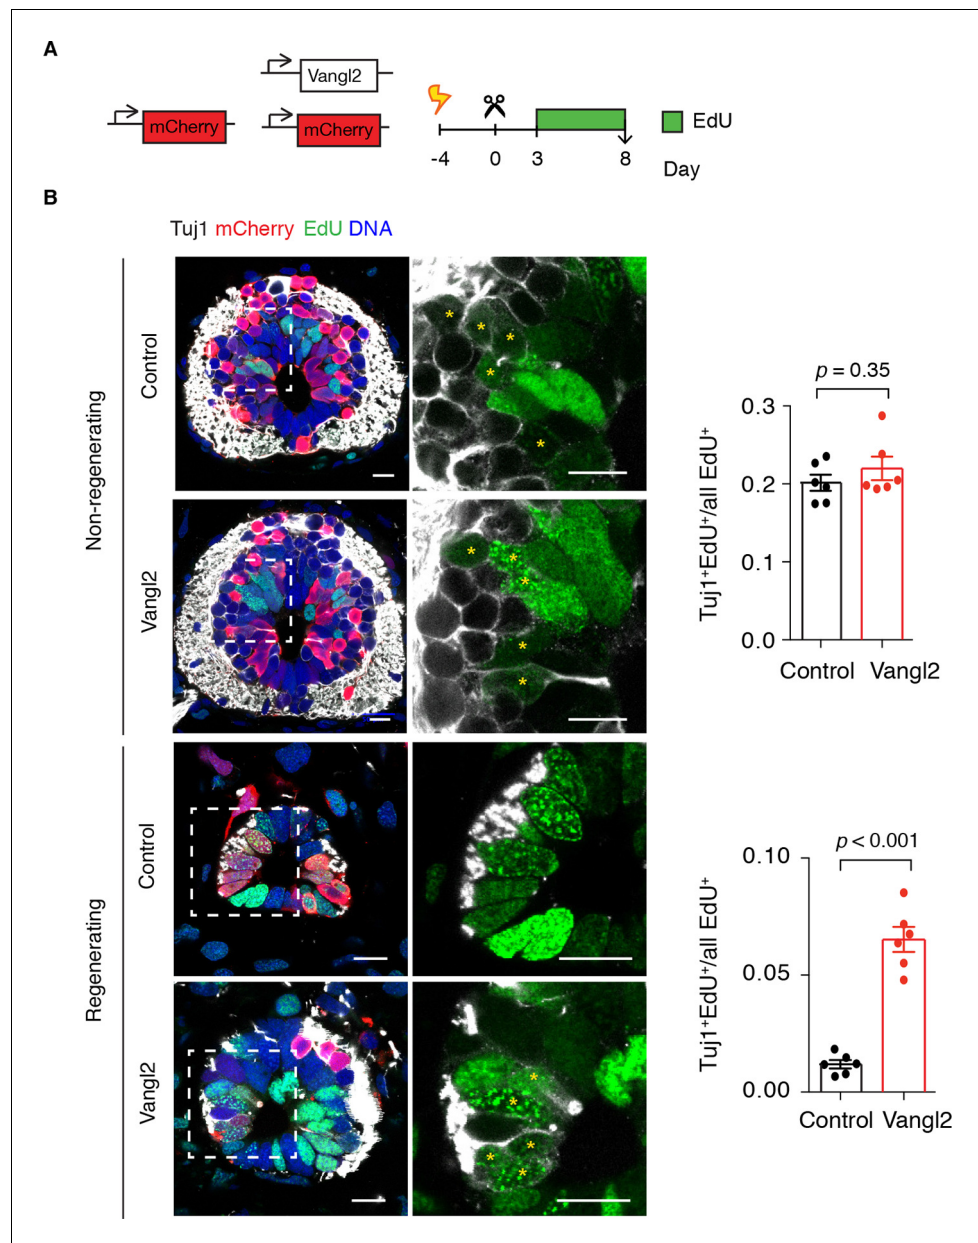 A
Vangl2
mCherry
mCherry
EdU
-4 0 3 8
Day
B
Tuj1 mCherry EdU DNA
Non-regenerating
Control
Vangl2
p = 0.35
Tuj1+EdU+/all EdU+
0.3
0.2
0.1
0.0
Control Vangl2
Regenerating
Control
Vangl2
p < 0.001
Tuj1+EdU+/all EdU+
0.10
0.05
0.00
Control Vangl2